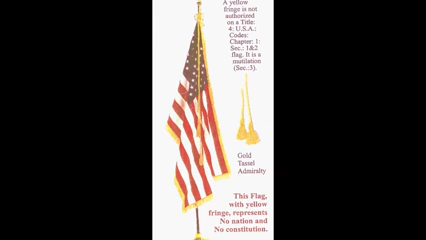 A yellow
fringe is not
authorized
on a Title:
4: U.S.A.:
Codes:
Chapter: 1:
Sec.: 1&2
flag. It is a
mutilation
(Sec.:3).
Gold
Tassel
Admiralty
This Flag,
with yellow
fringe, represents
No nation and
No constitution.